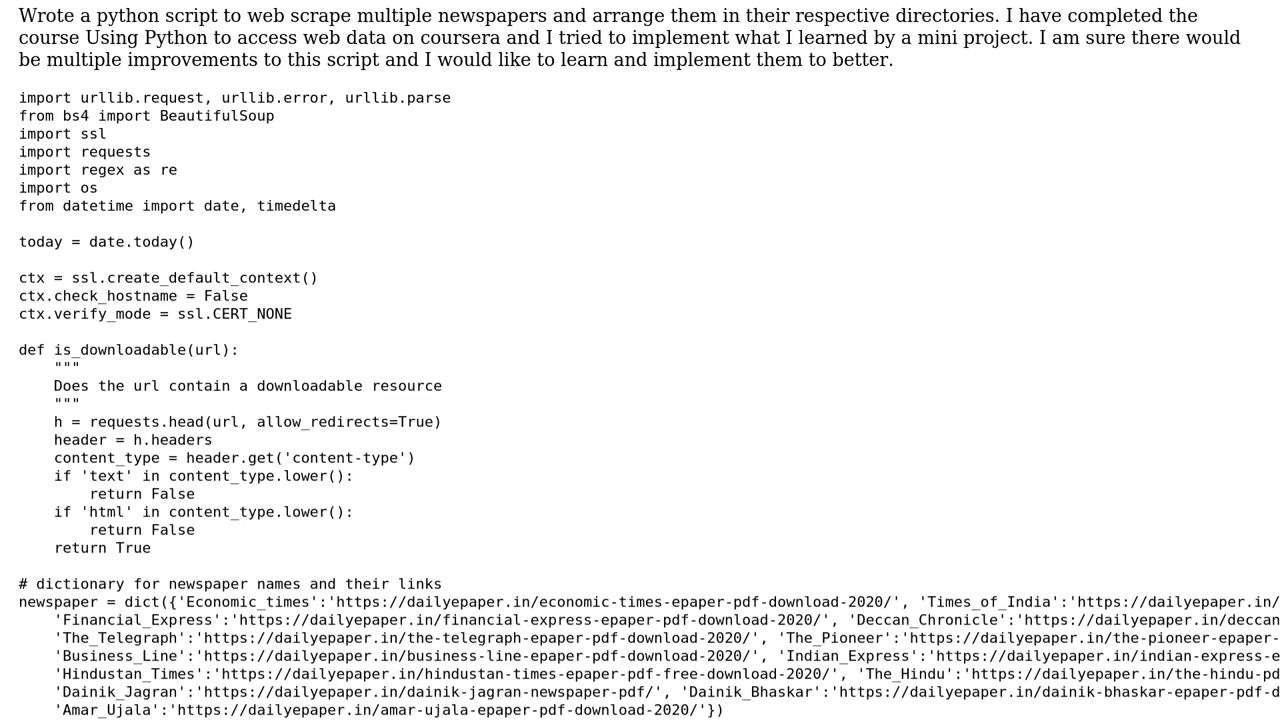 Wrote a python script to web scrape multiple newspapers and arrange them in their respective directories. I have completed the
course Using Python to access web data on coursera and I tried to implement what I learned by a mini project. I am sure there would
be multiple improvements to this script and I would like to learn and implement them to better.
import urllib.request, urllib.error, urllib.parse
from bs4 import BeautifulSoup
import ssl
import requests
import regex as re
import os
from datetime import date, timedelta
today = date.today()
ctx = ssl.create_default_context()
ctx.check_hostname = False
ctx.verify_mode = ssl.CERT_NONE
def is_downloadable(url):
    """
    Does the url contain a downloadable resource
    """
    h = requests.head(url, allow_redirects=True)
    header = h.headers
    content_type = header.get('content-type')
    if 'text' in content_type.lower():
        return False
    if 'html' in content_type.lower():
        return False
    return True
# dictionary for newspaper names and their links
newspaper = dict({'Economic_times':'https://dailyepaper.in/economic-times-epaper-pdf-download-2020/', 'Times_of_India':'https://dailyepaper.in/
    'Financial_Express':'https://dailyepaper.in/financial-express-epaper-pdf-download-2020/', 'Deccan_Chronicle':'https://dailyepaper.in/deccan
    'The_Telegraph':'https://dailyepaper.in/the-telegraph-epaper-pdf-download-2020/', 'The_Pioneer':'https://dailyepaper.in/the-pioneer-epaper-
    'Business_Line':'https://dailyepaper.in/business-line-epaper-pdf-download-2020/', 'Indian_Express':'https://dailyepaper.in/indian-express-e
    'Hindustan_Times':'https://dailyepaper.in/hindustan-times-epaper-pdf-free-download-2020/', 'The_Hindu':'https://dailyepaper.in/the-hindu-pd
    'Dainik_Jagran':'https://dailyepaper.in/dainik-jagran-newspaper-pdf/', 'Dainik_Bhaskar':'https://dailyepaper.in/dainik-bhaskar-epaper-pdf-d
    'Amar_Ujala':'https://dailyepaper.in/amar-ujala-epaper-pdf-download-2020/'})